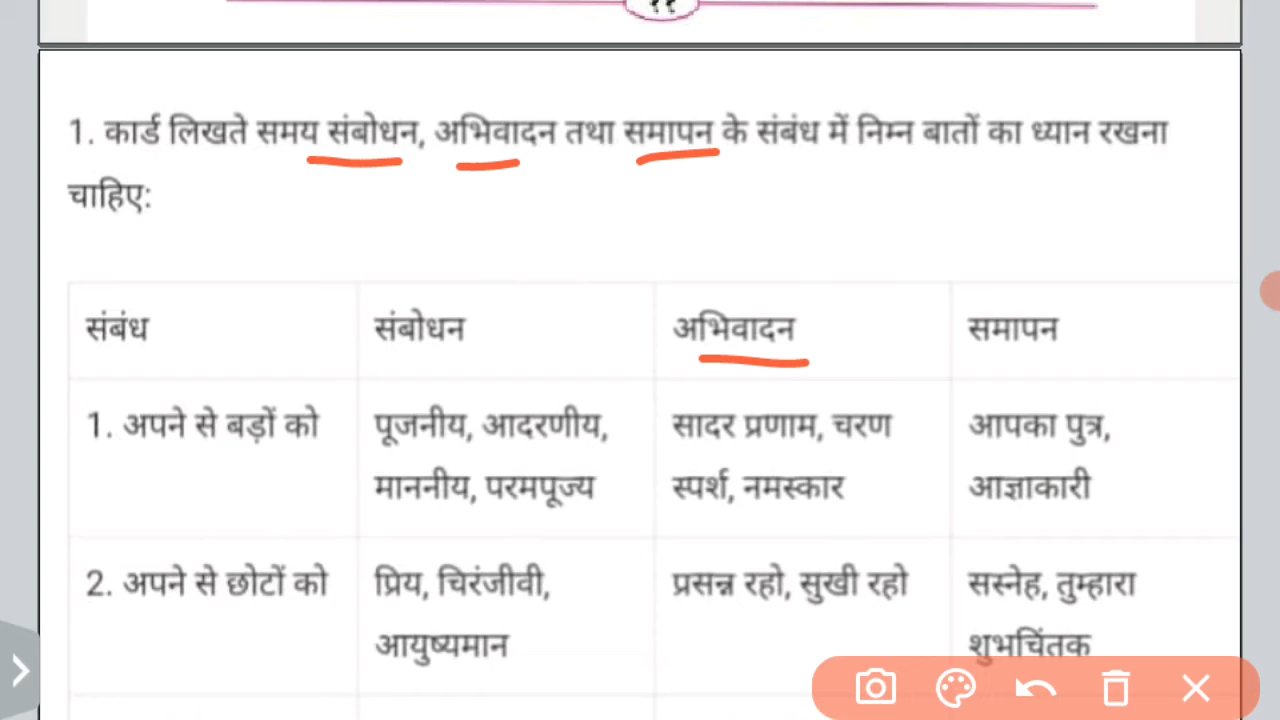 1. कार्ड लिखते समय संबोधन, अभिवादन तथा समापन के संबंध में निम्न बातों का ध्यान रखना
चाहिए:
संबंध संबोधन अभिवादन समापन
1. अपने से बड़ों को पूजनीय, आदरणीय, सादर प्रणाम, चरण आपका पुत्र,
माननीय, परमपूज्य स्पर्श, नमस्कार आज्ञाकारी
2. अपने से छोटों को प्रिय, चिरंजीवी, प्रसन्न रहो, सुखी रहो सस्नेह, तुम्हारा
आयुष्यमान शुभचिंतक